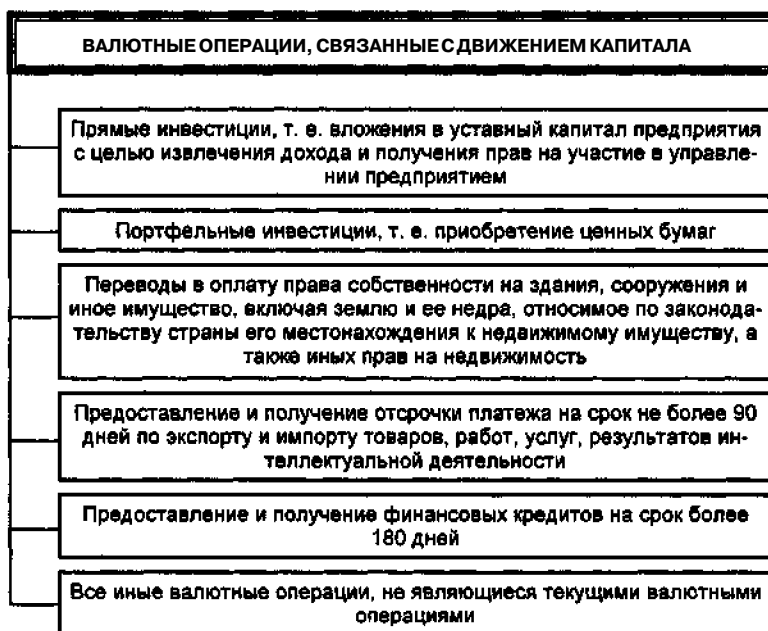 ВАЛЮТНЫЕ ОПЕРАЦИИ, СВЯЗАННЫЕ С ДВИЖЕНИЕМ КАПИТАЛА
Прямые инвестиции, т. е. вложения в уставный капитал предприятия
с целью извлечения дохода и получения прав на участие в управле-
нии предприятием
Портфельные инвестиции, т. е. приобретение ценных бумаг
Переводы в оплату права собственности на здания, сооружения и
иное имущество, включая землю и ее недра, относимое по законода-
тельству страны его местонахождения к недвижимому имуществу, а
также иных прав на недвижимость
Предоставление и получение отсрочки платежа на срок не более 90
дней по экспорту и импорту товаров, работ, услуг, результатов ин-
теллектуальной деятельности
Предоставление и получение финансовых кредитов на срок более
180 дней
Все иные валютные операции, не являющиеся текущими валютными
операциями